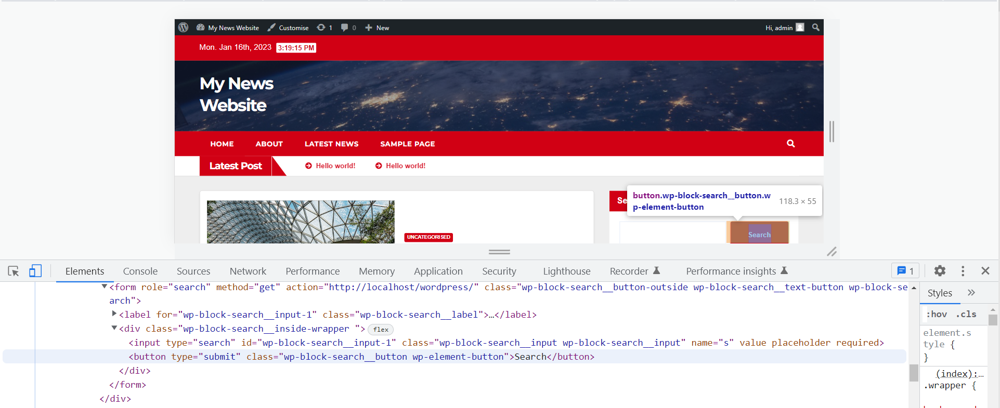 My News Website Customise 1 0 New Hi, admin
Mon. Jan 16th, 2023 3:19:15 PM
My News
Website
HOME ABOUT LATEST NEWS SAMPLE PAGE
Latest Post Hello world! Hello world!
Se
button.wp-block-search__button.w
p-element-button
118.3 × 55
Search
UNCATEGORISED
Elements Console Sources Network Performance Memory Application Security Lighthouse Recorder Performance insights 1
<form role="search" method="get" action="http://localhost/wordpress/" class="wp-block-search__button-outside wp-block-search__text-button wp-block-se
arch">
<label for="wp-block-search__input-1" class="wp-block-search__label">…</label>
<div class="wp-block-search__inside-wrapper "> flex
<input type="search" id="wp-block-search__input-1" class="wp-block-search__input wp-block-search__input" name="s" value placeholder required>
<button type="submit" class="wp-block-search__button wp-element-button">Search</button>
</div>
</form>
</div>
Styles
:hov .cls
element.s
tyle {
}
(index):…
.wrapper {